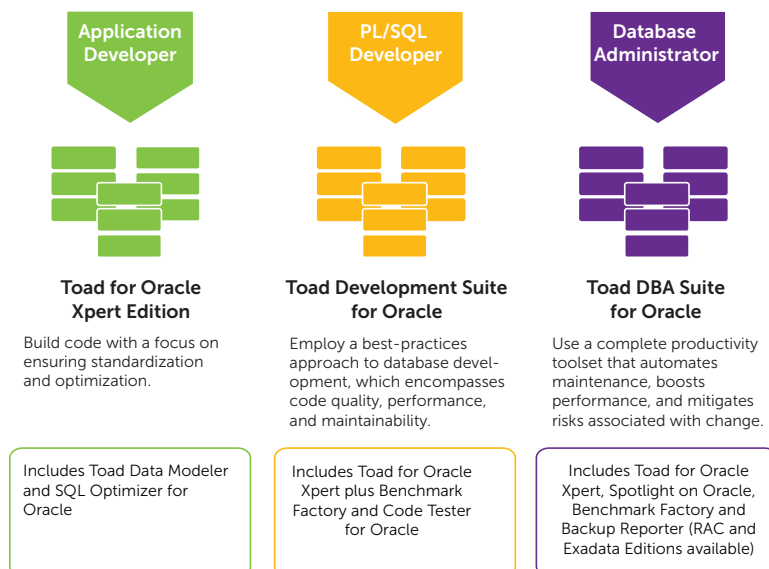 Application
Developer
PL/SQL
Developer
Database
Administrator
Toad for Oracle
Xpert Edition
Build code with a focus on
ensuring standardization
and optimization.
Includes Toad Data Modeler
and SQL Optimizer for
Oracle
Toad Development Suite
for Oracle
Employ a best-practices
approach to database devel-
opment, which encompasses
code quality, performance,
and maintainability.
Includes Toad for Oracle
Xpert plus Benchmark
Factory and Code Tester
for Oracle
Toad DBA Suite
for Oracle
Use a complete productivity
toolset that automates
maintenance, boosts
performance, and mitigates
risks associated with change.
Includes Toad for Oracle
Xpert, Spotlight on Oracle,
Benchmark Factory and
Backup Reporter (RAC and
Exadata Editions available)